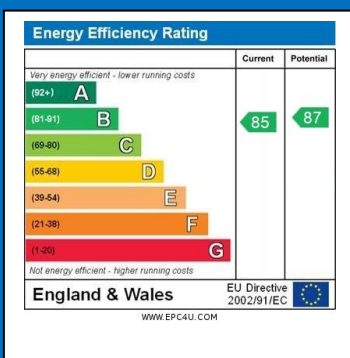 Energy Efficiency Rating
Current Potential
Very energy efficient - lower running costs
(92+) A
(81-91) B 85 87
(69-80) C
(55-68) D
(39-54) E
(21-38) F
(1-20) G
Not energy efficient - higher running costs
England & Wales
EU Directive
2002/91/EC
WWW.EPC4U.COM